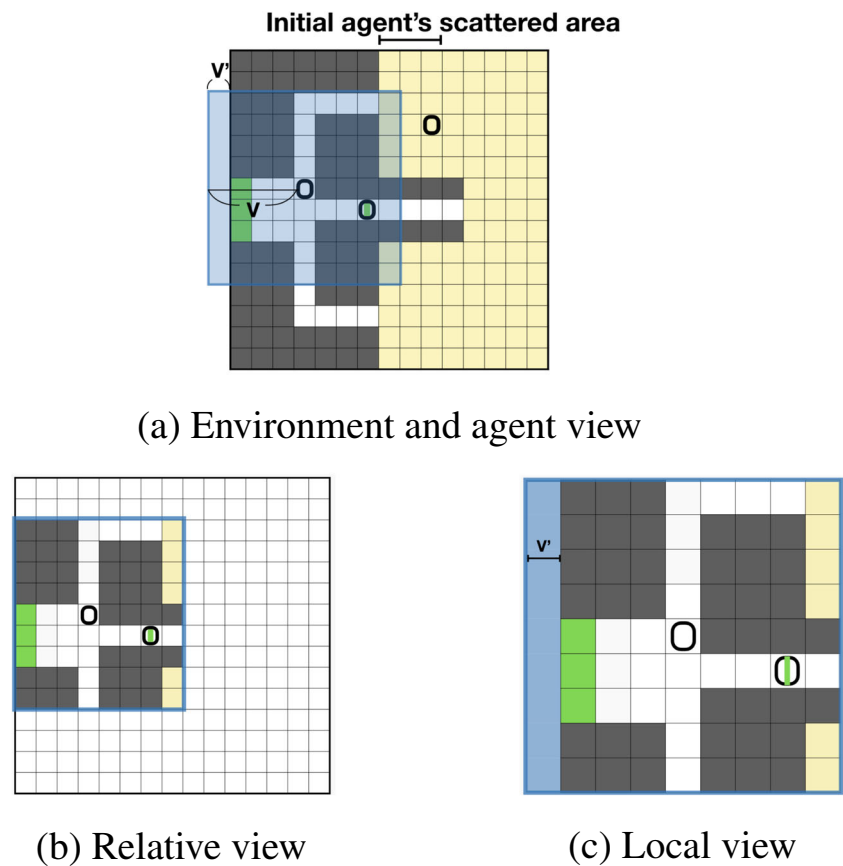 Initial agent's scattered area
V'
V
(a) Environment and agent view
V'
(b) Relative view
(c) Local view